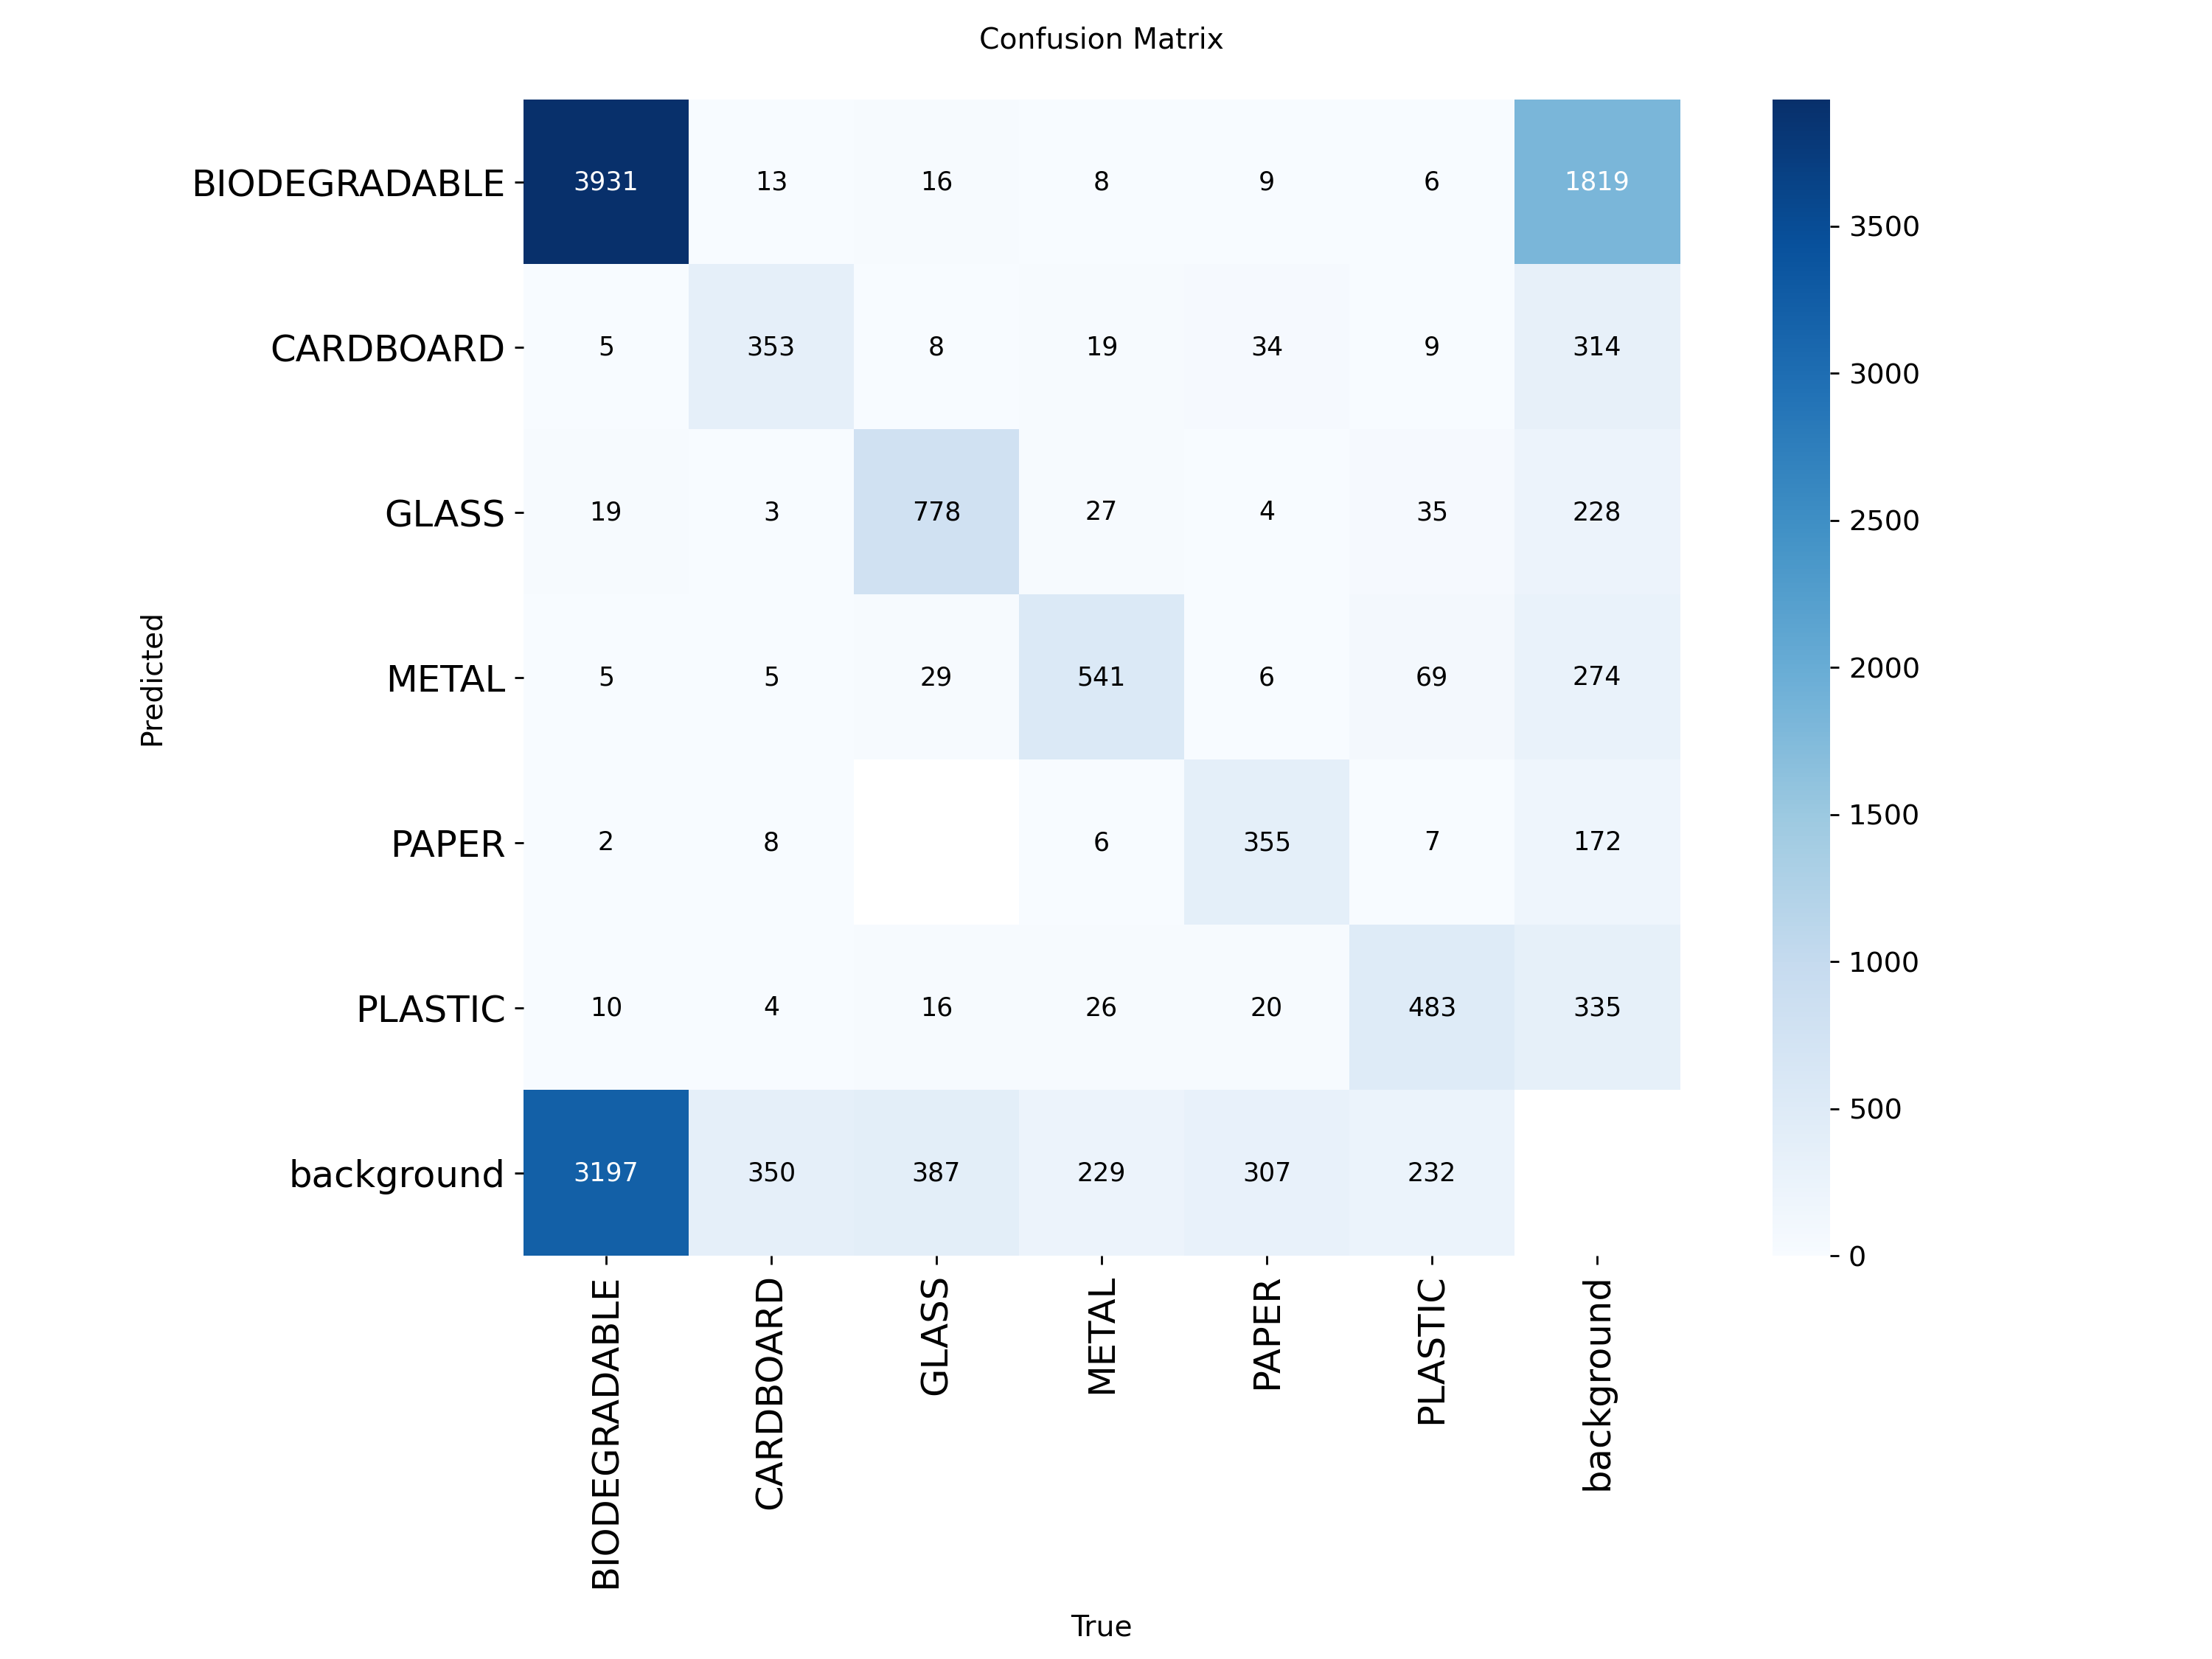 Confusion Matrix
BIODEGRADABLE 3931 13 16 8 9 6 1819
CARDBOARD 5 353 8 19 34 9 314
GLASS 19 3 778 27 4 35 228
METAL 5 5 29 541 6 69 274
PAPER 2 8 6 355 7 172
PLASTIC 10 4 16 26 20 483 335
background 3197 350 387 229 307 232
Predicted
BIODEGRADABLE
CARDBOARD
GLASS
METAL
PAPER
PLASTIC
background
True
3500
3000
2500
2000
1500
1000
500
0